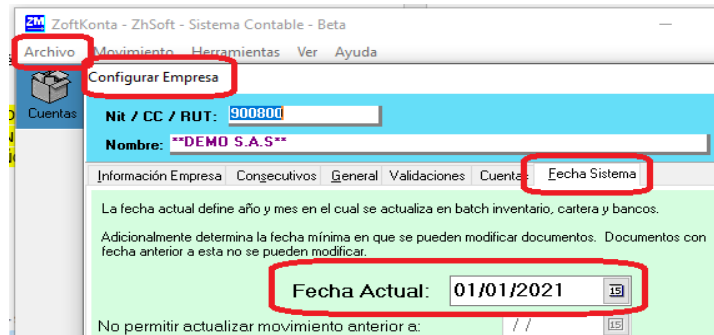 ZM ZoftKonta - ZhSoft - Sistema Contable - Beta
Archivo Movimiento Herramientas Ver Ayuda
Configurar Empresa
Cuentas
Nit / CC / RUT: 900800
Nombre: **DEMO S.A.S**
Información Empresa Consecutivos General Validaciones Cuentas Fecha Sistema
La fecha actual define año y mes en el cual se actualiza en batch inventario, cartera y bancos.
Adicionalmente determina la fecha mínima en que se pueden modificar documentos. Documentos con
fecha anterior a esta no se pueden modificar.
Fecha Actual: 01/01/2021 15
No permitir actualizar movimiento anterior a: / / 15